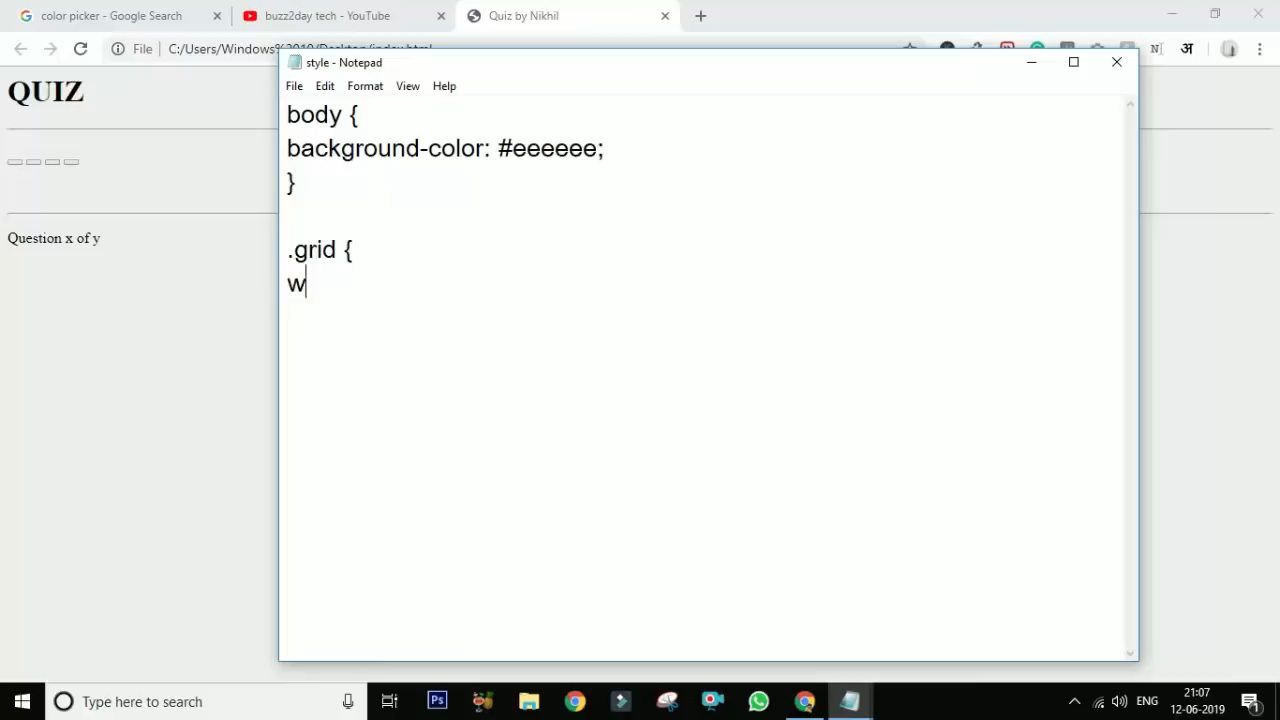 color picker - Google Search
buzz2day tech - YouTube
Quiz by Nikhil
File
style - Notepad
File Edit Format View Help
QUIZ
body {
background-color: #eeeeee;
}
.grid {
w
Question x of y
Type here to search
Ps
ENG
21:07
12-06-2019